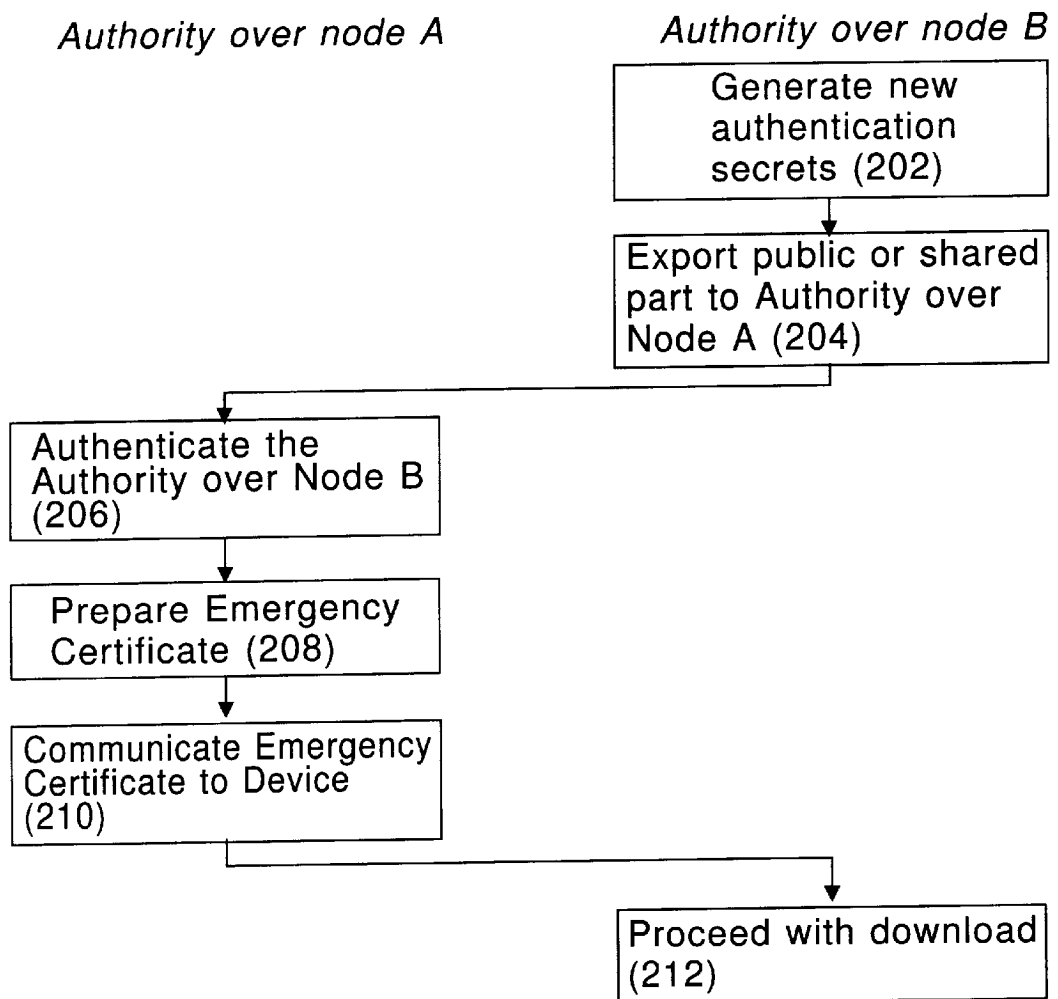 Authority over node A
Authority over node B
Generate new
authentication
secrets (202)
Export public or shared
part to Authority over
Node A (204)
Authenticate the
Authority over Node B
(206)
Prepare Emergency
Certificate (208)
Communicate Emergency
Certificate to Device
(210)
Proceed with download
(212)